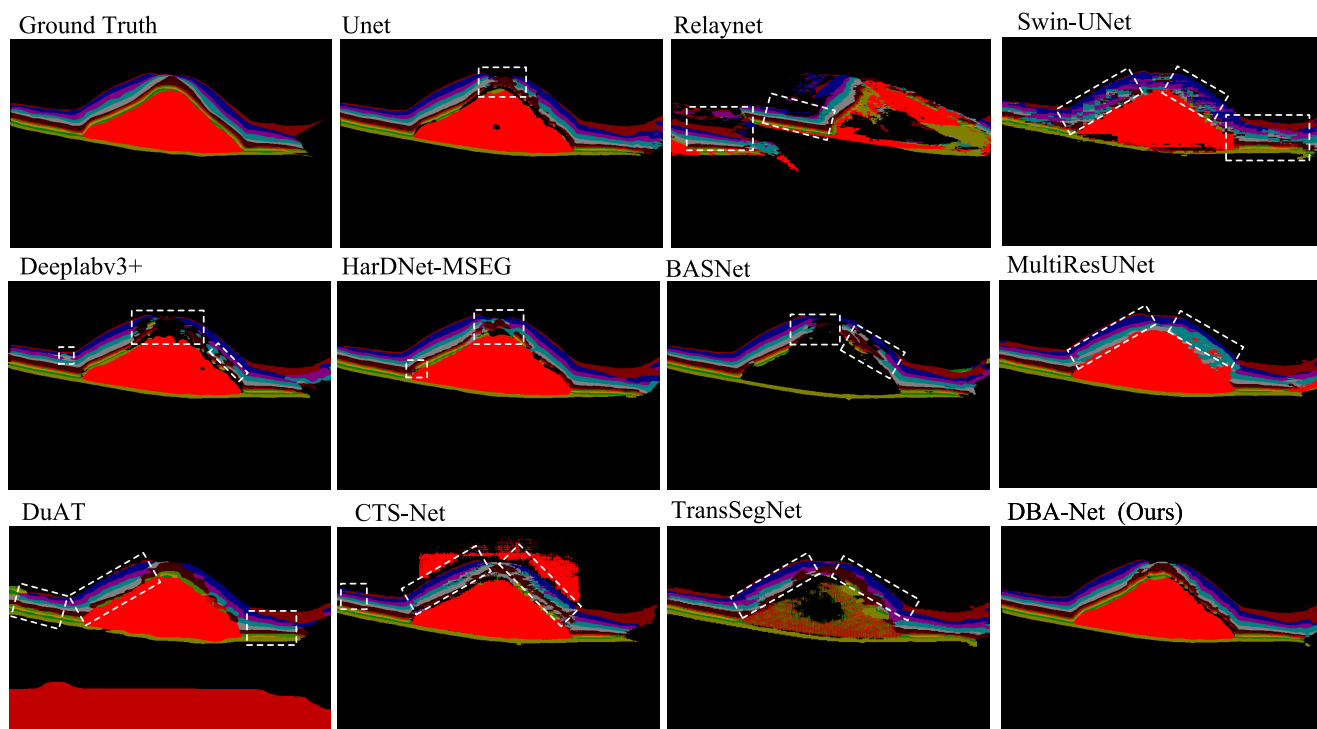 Ground Truth
Unet
Relaynet
Swin-UNet
Deeplabv3+
HarDNet-MSEG
BASNet
MultiResUNet
DuAT
CTS-Net
TransSegNet
DBA-Net (Ours)